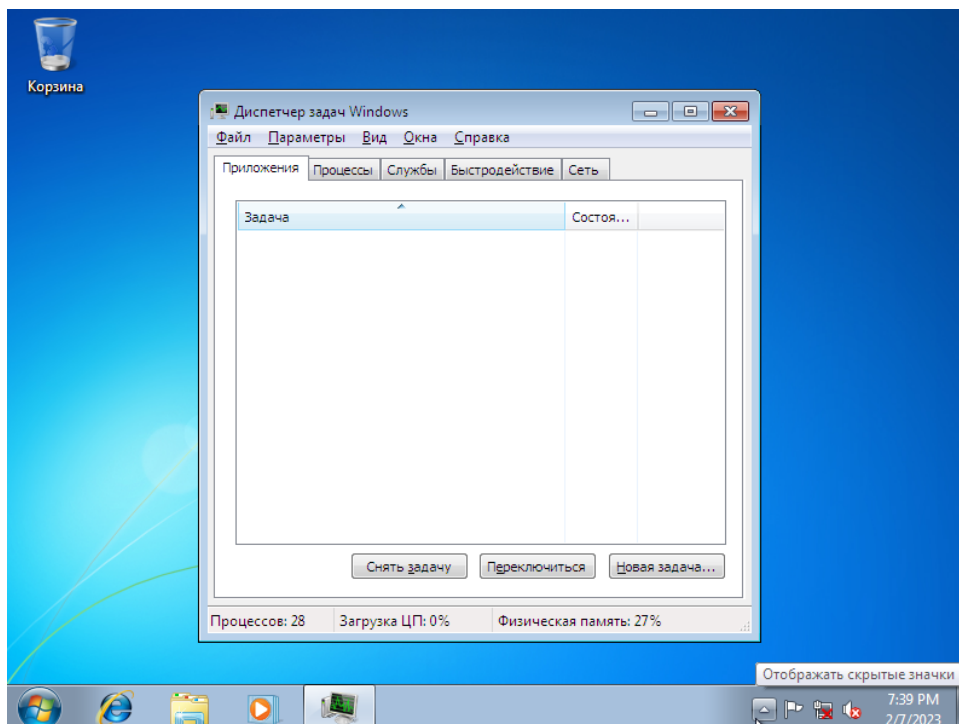 Корзина
Диспетчер задач Windows
Файл Параметры Вид Окна Справка
Приложения Процессы Службы Быстродействие Сеть
Задача Состоя...
Снять задачу Переключиться Новая задача...
Процессов: 28 Загрузка ЦП: 0% Физическая память: 27%
Отображать скрытые значки
7:39 PM
2/7/2023